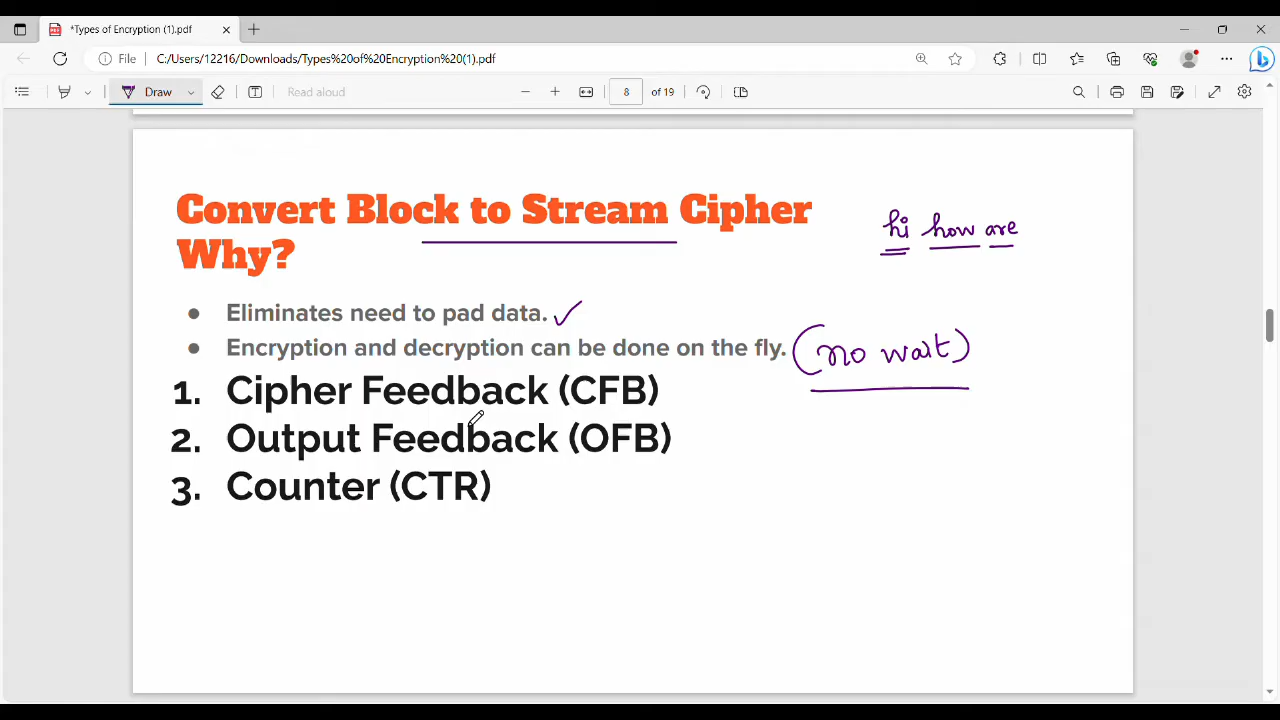 *Types of Encryption (1).pdf
File C:/Users/12216/Downloads/Types%20of%20Encryption%20(1).pdf
Draw Read aloud 8 of 19
Convert Block to Stream Cipher
Why?
hi how are
● Eliminates need to pad data.
● Encryption and decryption can be done on the fly. (no wait)
1. Cipher Feedback (CFB)
2. Output Feedback (OFB)
3. Counter (CTR)